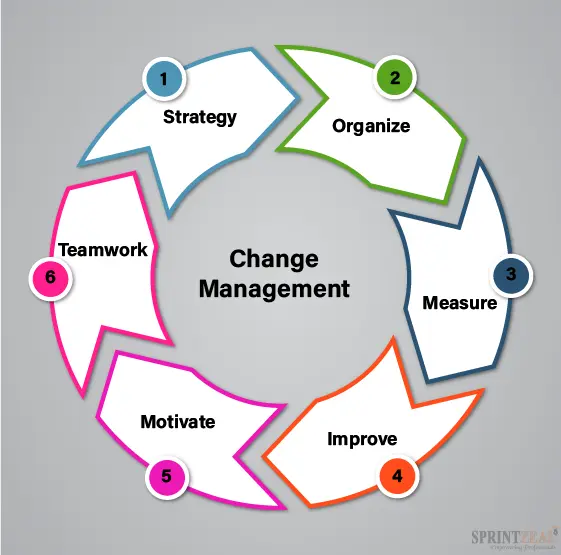 1
Strategy
2
Organize
3
Measure
4
Improve
5
Motivate
6
Teamwork
Change
Management
SPRINTZEAL